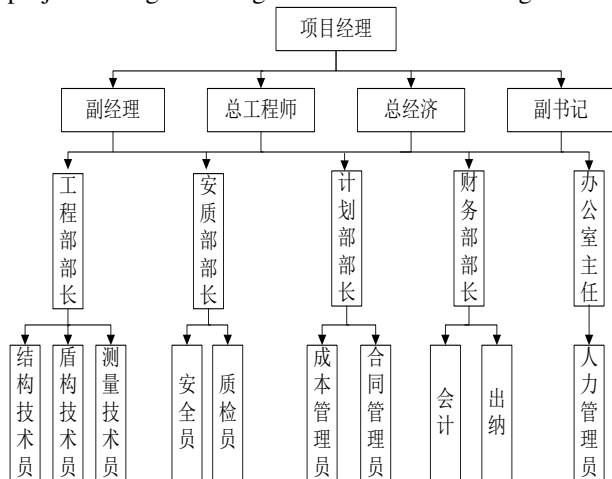 项目经理
副经理
总工程师
总经济
副书记
工程部部长
安质部部长
计划部部长
财务部部长
办公室主任
结构技术员
盾构技术员
测量技术员
安全员
质检员
成本管理员
合同管理员
会计
出纳
人力管理员